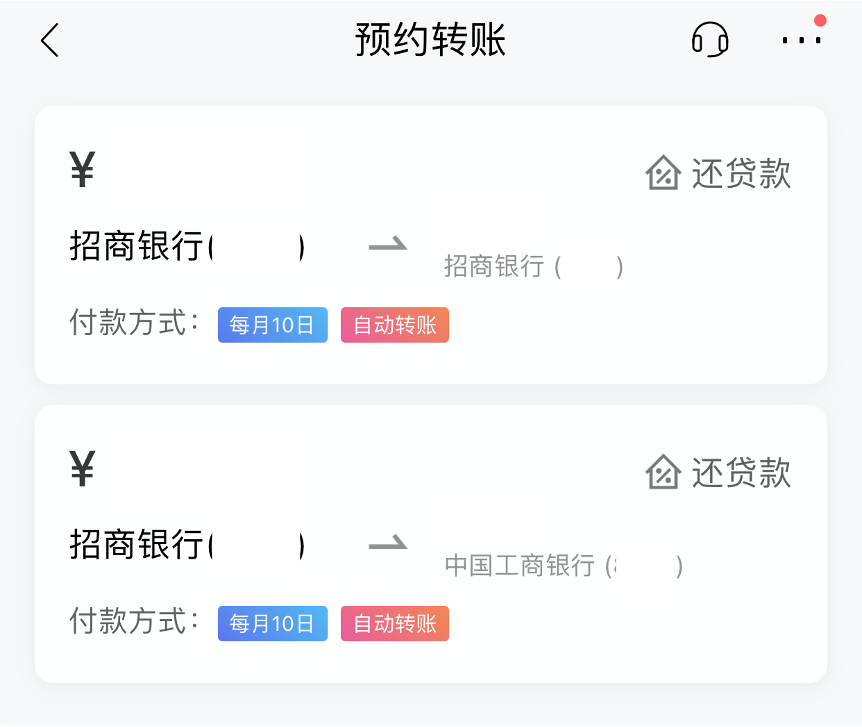 预约转账
¥
还贷款
招商银行( )
招商银行 ( )
付款方式： 每月10日 自动转账
¥
还贷款
招商银行( )
中国工商银行 ( )
付款方式： 每月10日 自动转账